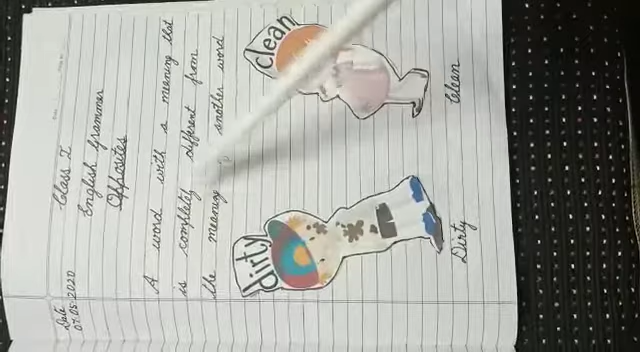 Date
07.05.2020
Class I
English Grammar
Opposites
A word with a meaning that
is completely different from
the meaning another word
dirty
clean
Dirty
Clean